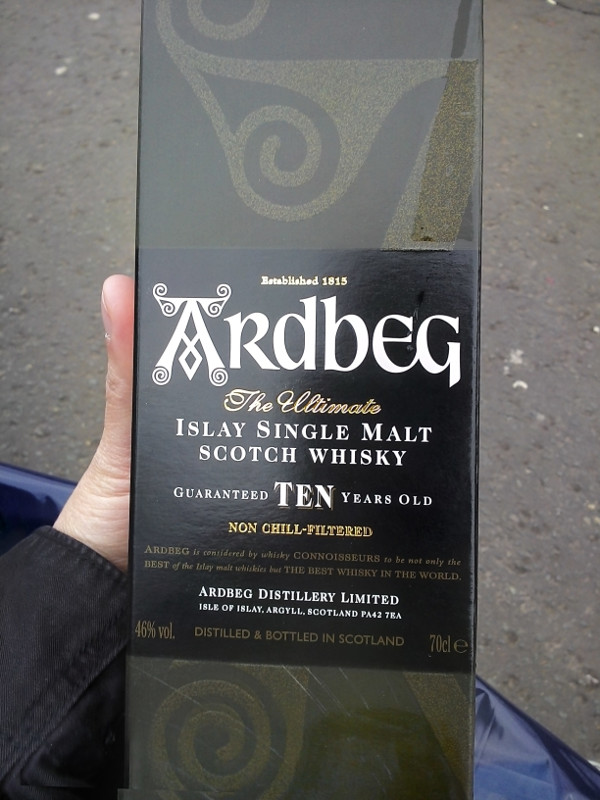 Established 1815
ARDBEG
The Ultimate
ISLAY SINGLE MALT
SCOTCH WHISKY
GUARANTEED TEN YEARS OLD
NON CHILL-FILTERED
ARDBEG is considered by whisky CONNOISSEURS to be not only the
BEST of the Islay malt whiskies but THE BEST WHISKY IN THE WORLD.
ARDBEG DISTILLERY LIMITED
ISLE OF ISLAY, ARGYLL, SCOTLAND PA42 7EA
46% vol. DISTILLED & BOTTLED IN SCOTLAND 70cl ℮